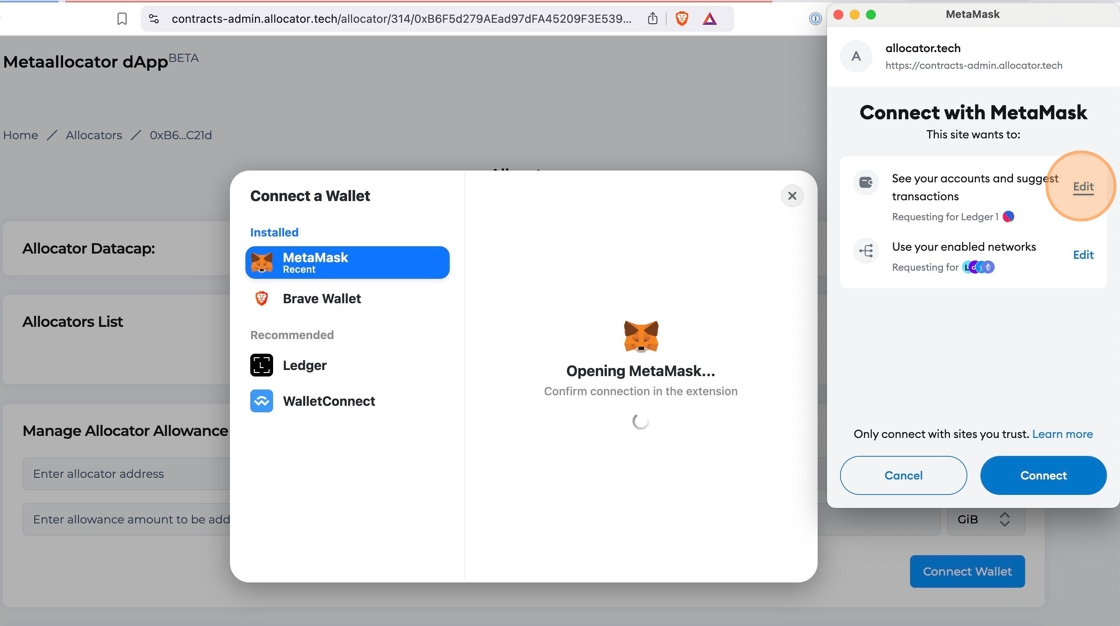 contracts-admin.allocator.tech/allocator/314/0xB6F5d279AEad97dFA45209F3E539...
Metaallocator dApp BETA
Home / Allocators / 0xB6...C21d
Allocator Datacap:
Allocators List
Manage Allocator Allowance
Enter allocator address
Enter allowance amount to be add
GiB
Connect Wallet
Connect a Wallet
Installed
MetaMask
Recent
Brave Wallet
Recommended
Ledger
WalletConnect
Opening MetaMask...
Confirm connection in the extension
MetaMask
A
allocator.tech
https://contracts-admin.allocator.tech
Connect with MetaMask
This site wants to:
See your accounts and suggest
transactions
Edit
Requesting for Ledger 1
Use your enabled networks
Edit
Requesting for
Only connect with sites you trust. Learn more
Cancel
Connect